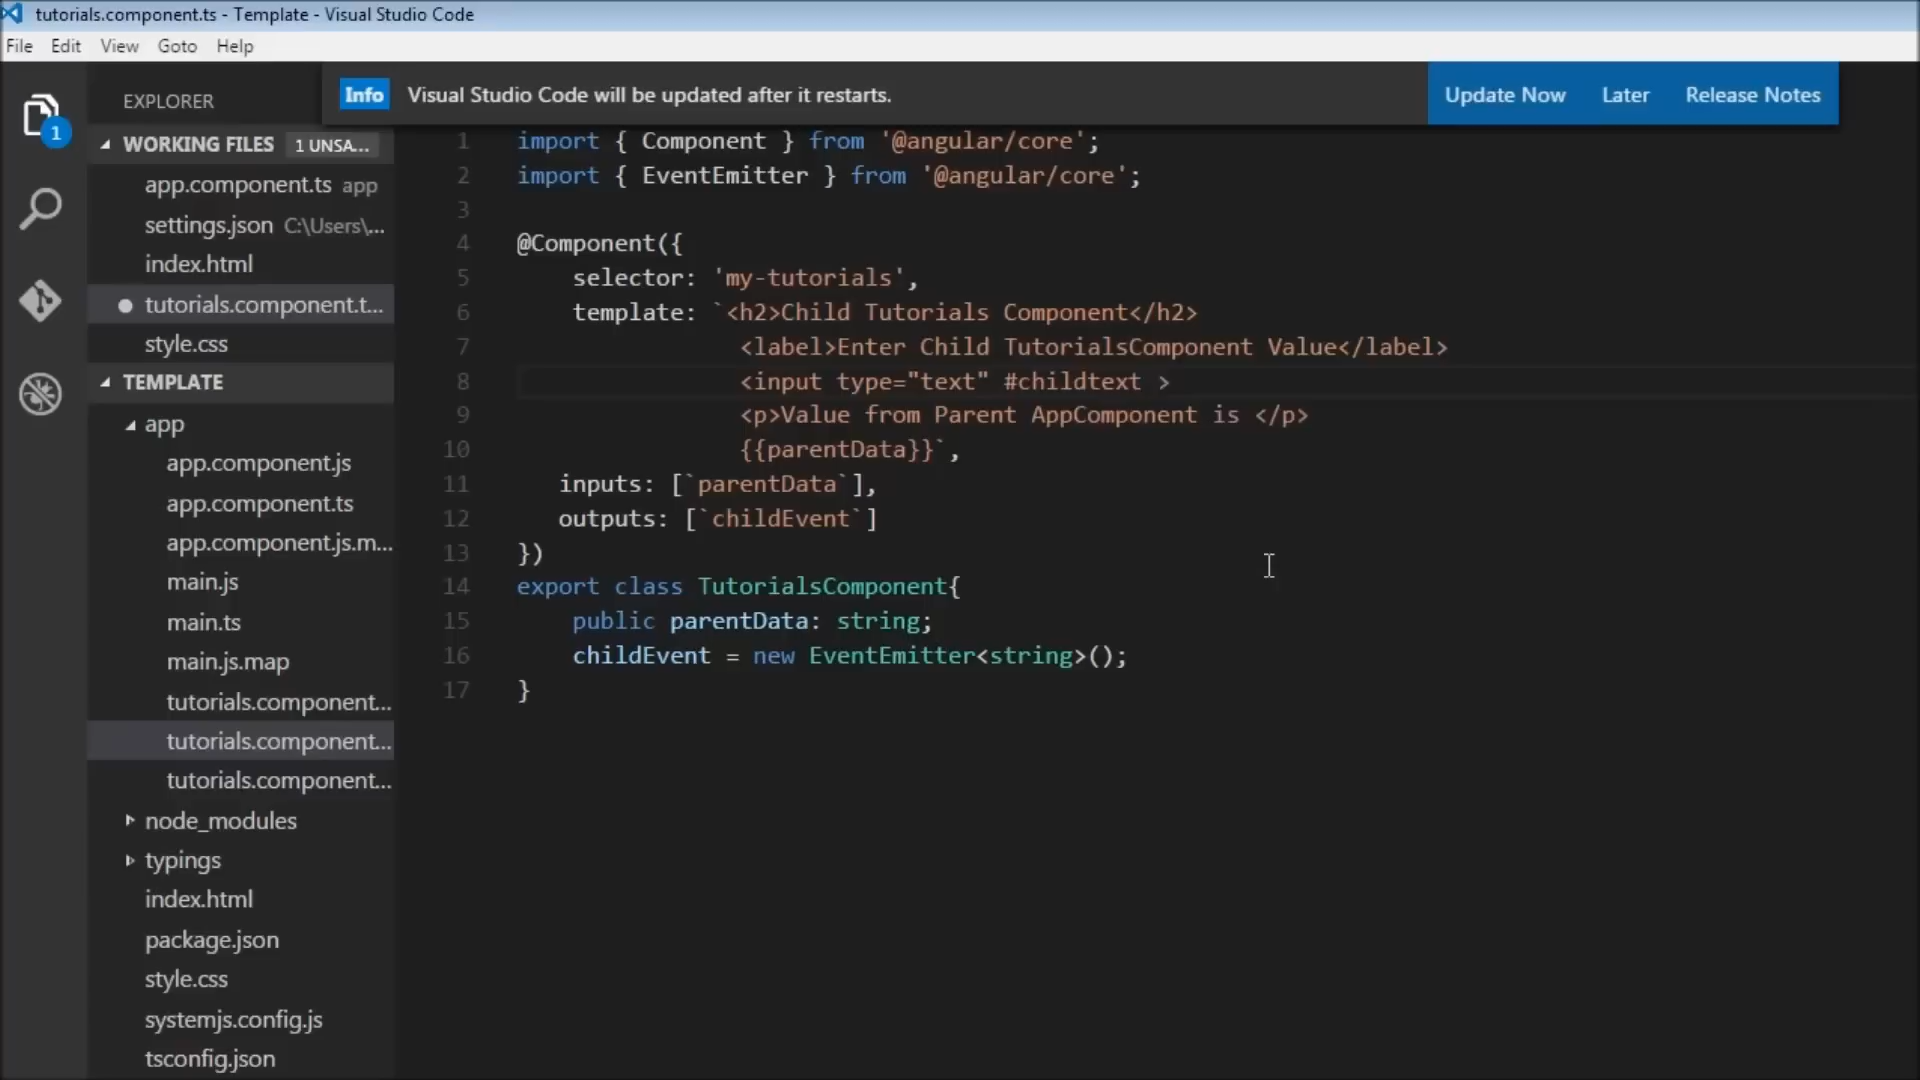 tutorials.component.ts - Template - Visual Studio Code
File Edit View Goto Help
EXPLORER
Info Visual Studio Code will be updated after it restarts. Update Now Later Release Notes
1
WORKING FILES 1 UNSA...
app.component.ts app
settings.json C:\Users\...
index.html
tutorials.component.t...
style.css
TEMPLATE
app
app.component.js
app.component.ts
app.component.js.m...
main.js
main.ts
main.js.map
tutorials.component...
tutorials.component...
tutorials.component...
node_modules
typings
index.html
package.json
style.css
systemjs.config.js
tsconfig.json
1 import { Component } from '@angular/core';
2 import { EventEmitter } from '@angular/core';
3
4 @Component({
5 selector: 'my-tutorials',
6 template: `<h2>Child Tutorials Component</h2>
7 <label>Enter Child TutorialsComponent Value</label>
8 <input type="text" #childtext >
9 <p>Value from Parent AppComponent is </p>
10 {{parentData}}`,
11 inputs: [`parentData`],
12 outputs: [`childEvent`]
13 })
14 export class TutorialsComponent{
15 public parentData: string;
16 childEvent = new EventEmitter<string>();
17 }